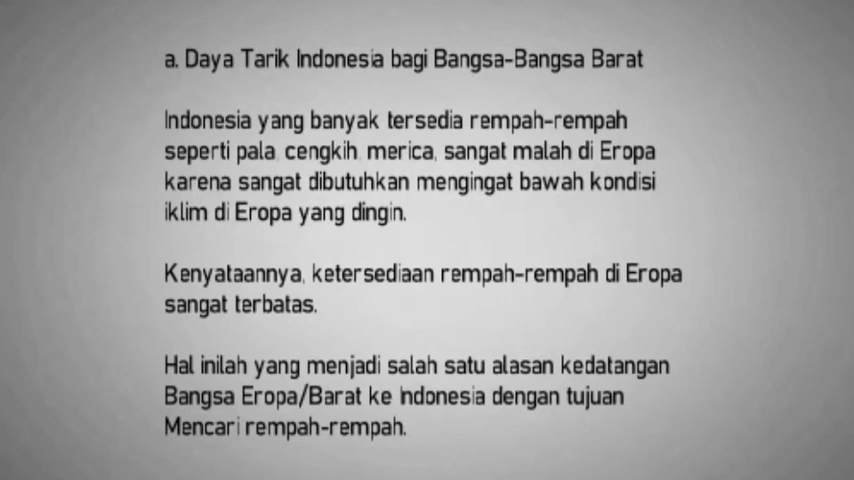 a. Daya Tarik Indonesia bagi Bangsa-Bangsa Barat
Indonesia yang banyak tersedia rempah-rempah
seperti pala, cengkih, merica, sangat malah di Eropa
karena sangat dibutuhkan mengingat bawah kondisi
iklim di Eropa yang dingin.
Kenyataannya, ketersediaan rempah-rempah di Eropa
sangat terbatas.
Hal inilah yang menjadi salah satu alasan kedatangan
Bangsa Eropa/Barat ke Indonesia dengan tujuan
Mencari rempah-rempah.